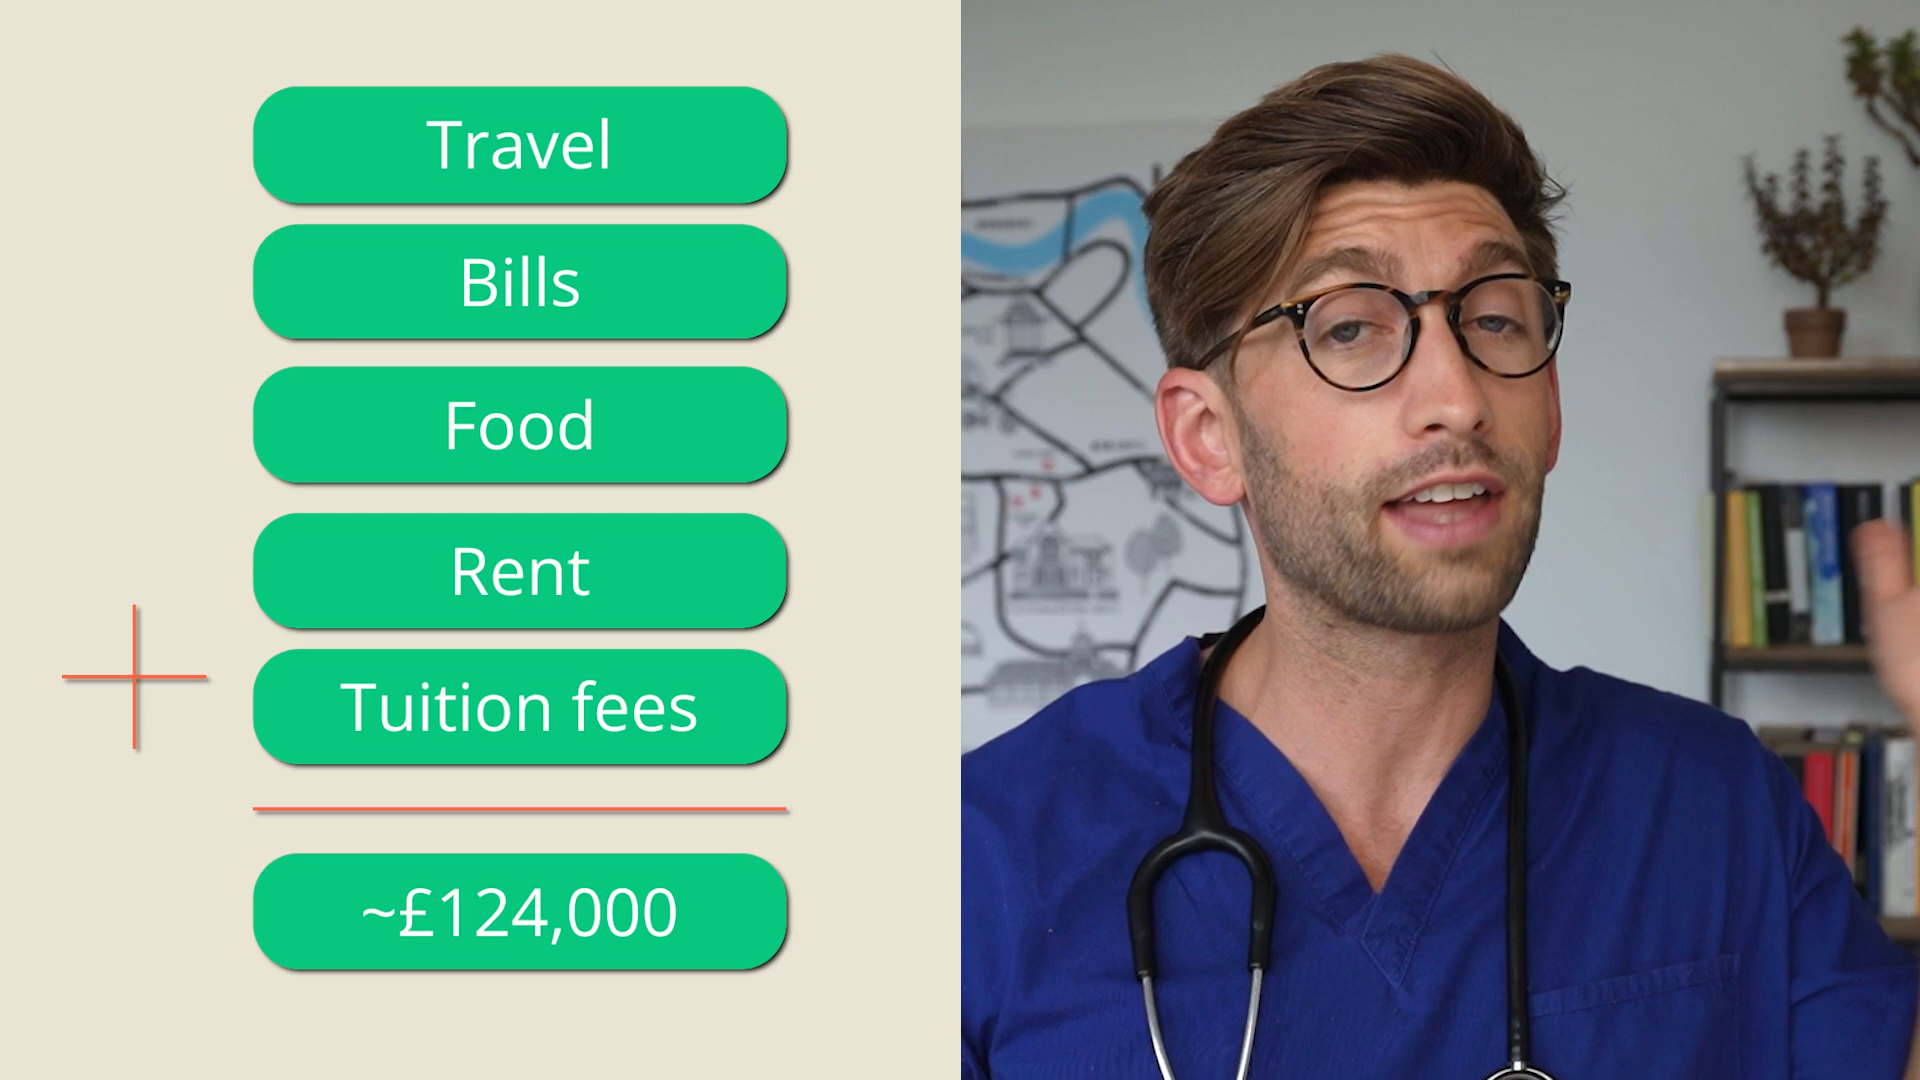 Travel
Bills
Food
Rent
Tuition fees
~£124,000